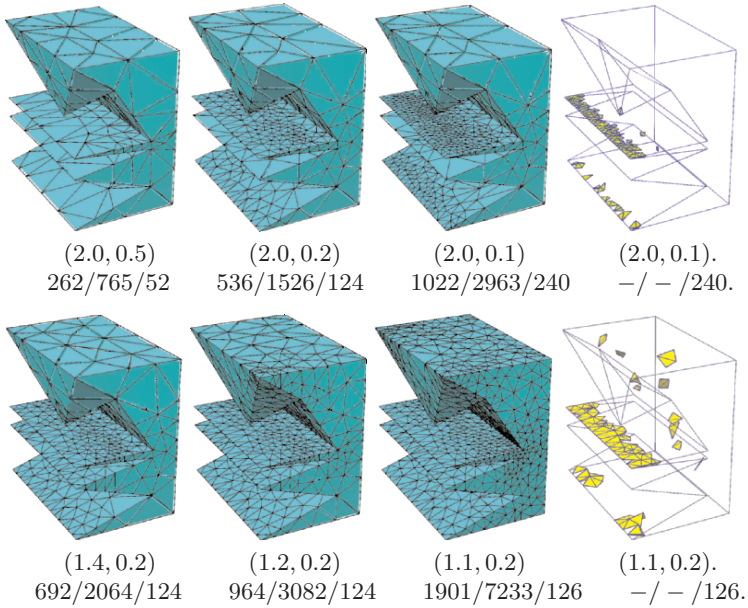 (2.0, 0.5) (2.0, 0.2) (2.0, 0.1) (2.0, 0.1).
262/765/52 536/1526/124 1022/2963/240 −/ − /240.
(1.4, 0.2) (1.2, 0.2) (1.1, 0.2) (1.1, 0.2).
692/2064/124 964/3082/124 1901/7233/126 −/ − /126.